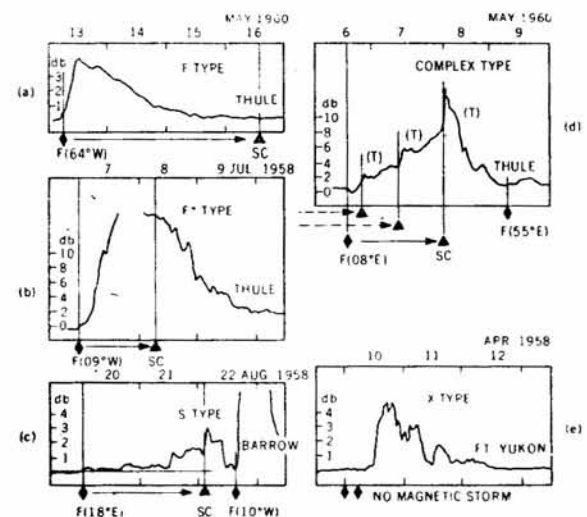 MAY 1960
13 14 15 16
db
4
3
2
1
F TYPE
THULE
(a)
F(64°W) SC
7 8 9 JUL 1958
db
10
8
6
4
2
0
F* TYPE
THULE
(b)
F(09°W) SC
20 21 22 AUG 1958
db
4
3
2
1
S TYPE
BARROW
(c)
F(18°E) SC F(10°W)
MAY 1960
6 7 8 9
db
10
8
6
4
2
0
COMPLEX TYPE
(T) (T) (T)
THULE
(d)
F(08°E) SC F(55°E)
APR 1958
10 11 12
db
4
3
2
1
0
X TYPE
FT YUKON
(e)
NO MAGNETIC STORM